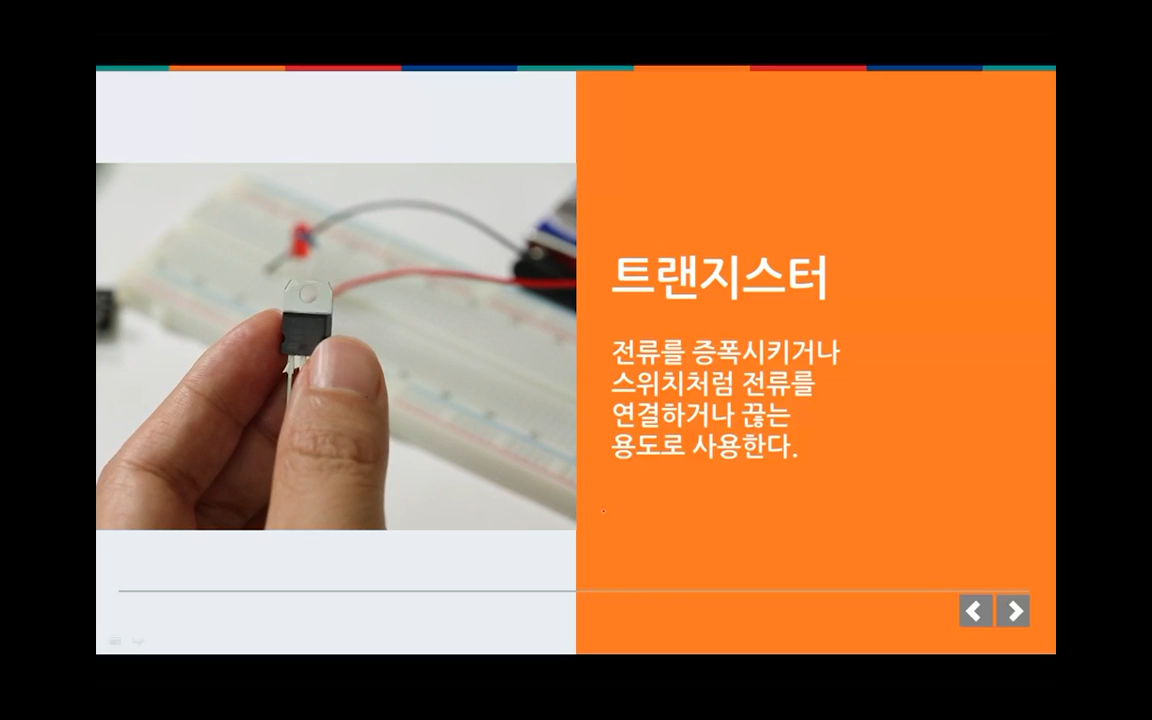 트랜지스터
전류를 증폭시키거나
스위치처럼 전류를
연결하거나 끊는
용도로 사용한다.